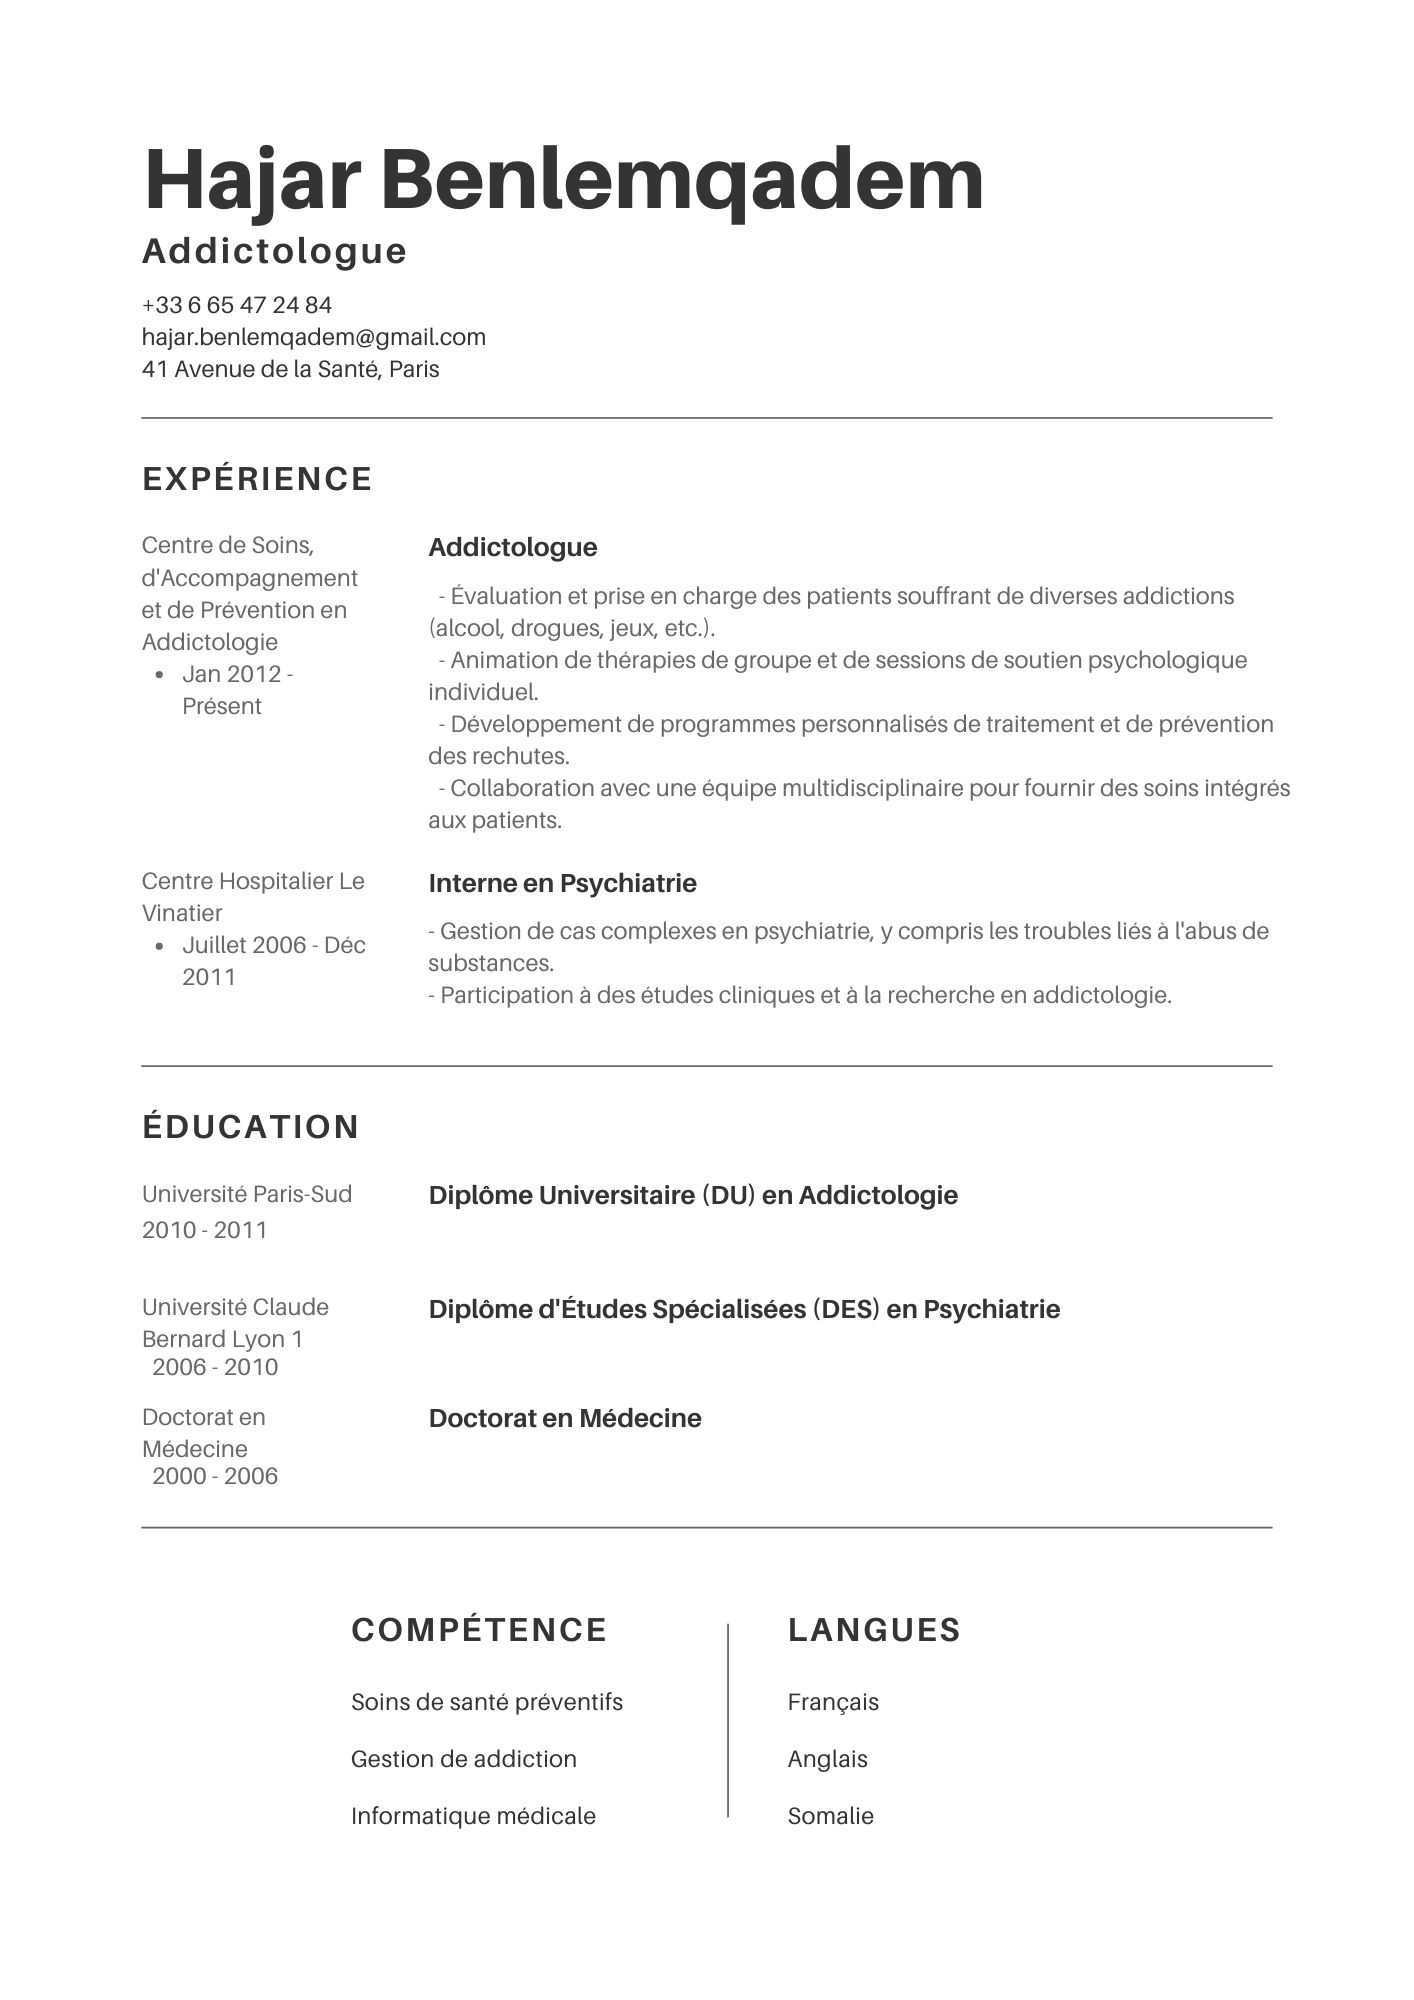 Hajar Benlemqadem
Addictologue
+33 6 65 47 24 84
hajar.benlemqadem@gmail.com
41 Avenue de la Santé, Paris
EXPÉRIENCE
Centre de Soins,
d'Accompagnement
et de Prévention en
Addictologie
• Jan 2012 -
Présent
Addictologue
- Évaluation et prise en charge des patients souffrant de diverses addictions
(alcool, drogues, jeux, etc.).
- Animation de thérapies de groupe et de sessions de soutien psychologique
individuel.
- Développement de programmes personnalisés de traitement et de prévention
des rechutes.
- Collaboration avec une équipe multidisciplinaire pour fournir des soins intégrés
aux patients.
Centre Hospitalier Le
Vinatier
• Juillet 2006 - Déc
2011
Interne en Psychiatrie
- Gestion de cas complexes en psychiatrie, y compris les troubles liés à l'abus de
substances.
- Participation à des études cliniques et à la recherche en addictologie.
ÉDUCATION
Université Paris-Sud
2010 - 2011
Diplôme Universitaire (DU) en Addictologie
Université Claude
Bernard Lyon 1
2006 - 2010
Diplôme d'Études Spécialisées (DES) en Psychiatrie
Doctorat en
Médecine
2000 - 2006
Doctorat en Médecine
COMPÉTENCE
Soins de santé préventifs
Gestion de addiction
Informatique médicale
LANGUES
Français
Anglais
Somalie